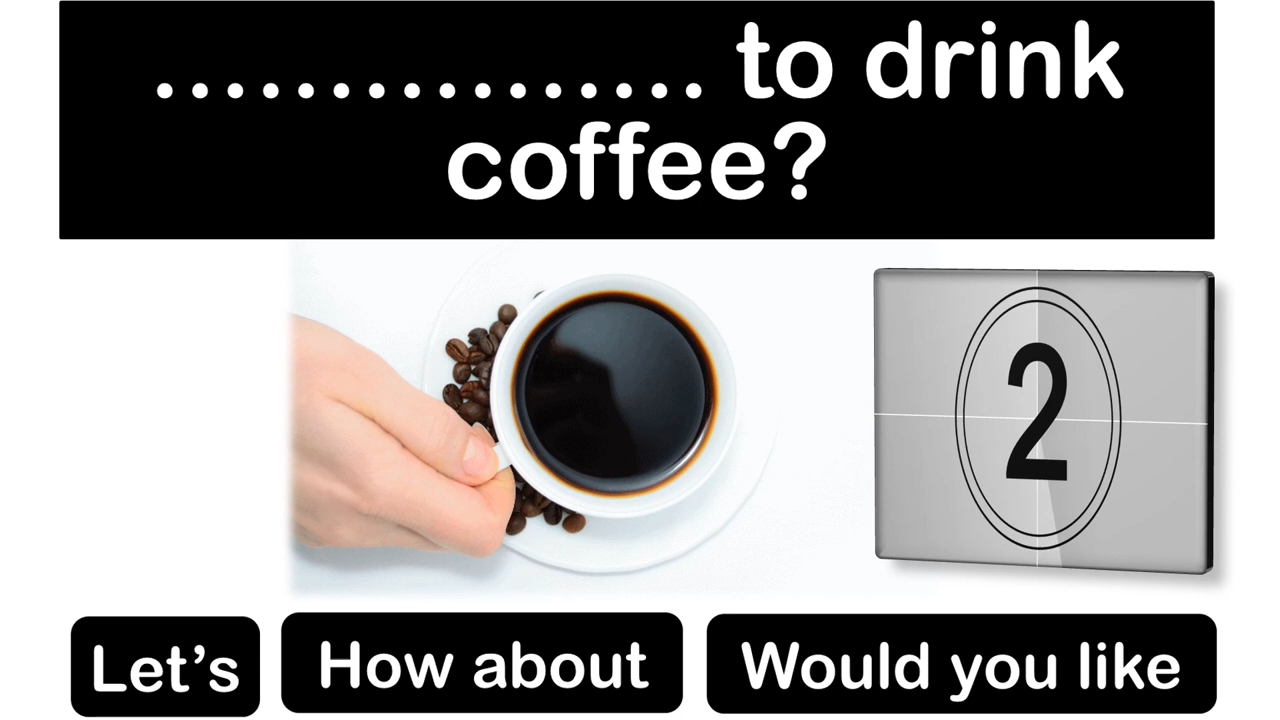 ................ to drink
coffee?
2
Let’s
How about
Would you like